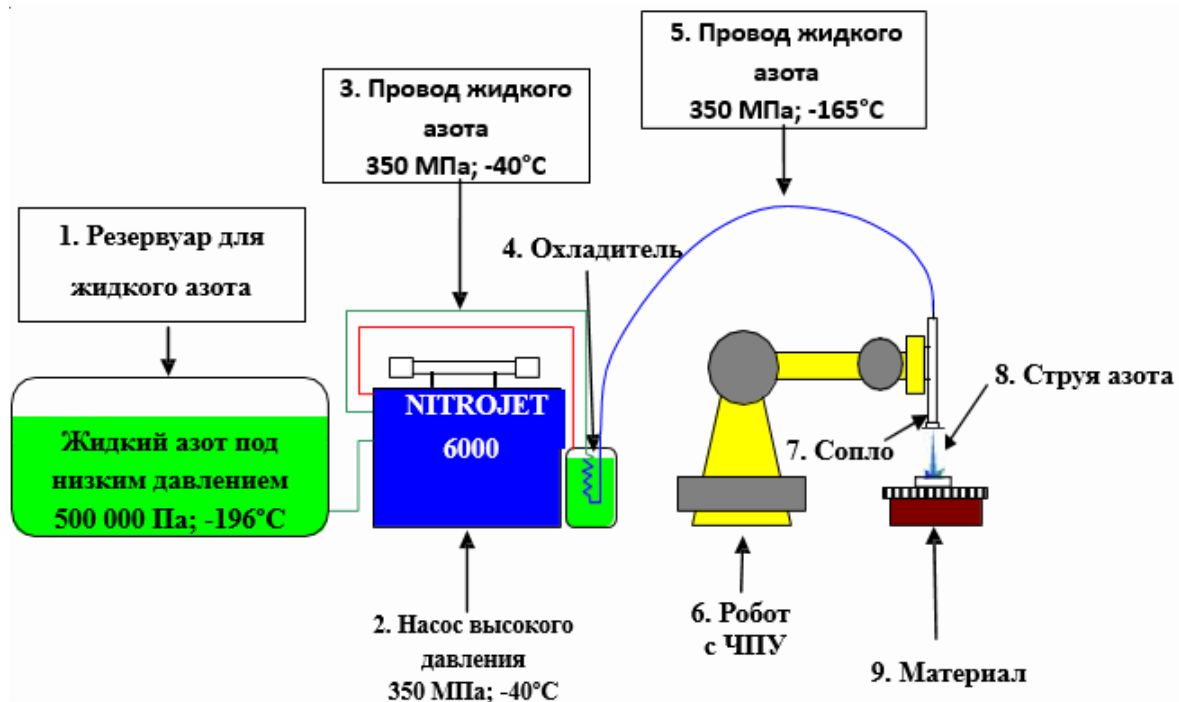 5. Провод жидкого
азота
350 МПа; -165°C
3. Провод жидкого
азота
350 МПа; -40°C
1. Резервуар для
жидкого азота
4. Охладитель
NITROJET
6000
Жидкий азот под
низким давлением
500 000 Па; -196°C
8. Струя азота
7. Сопло
2. Насос высокого
давления
350 МПа; -40°C
6. Робот
с ЧПУ
9. Материал